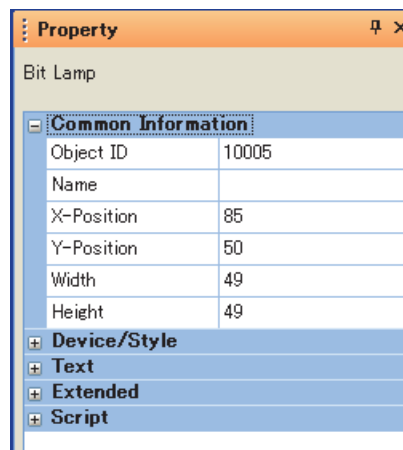 Property
Bit Lamp
Common Information
Object ID 10005
Name
X-Position 85
Y-Position 50
Width 49
Height 49
Device/Style
Text
Extended
Script